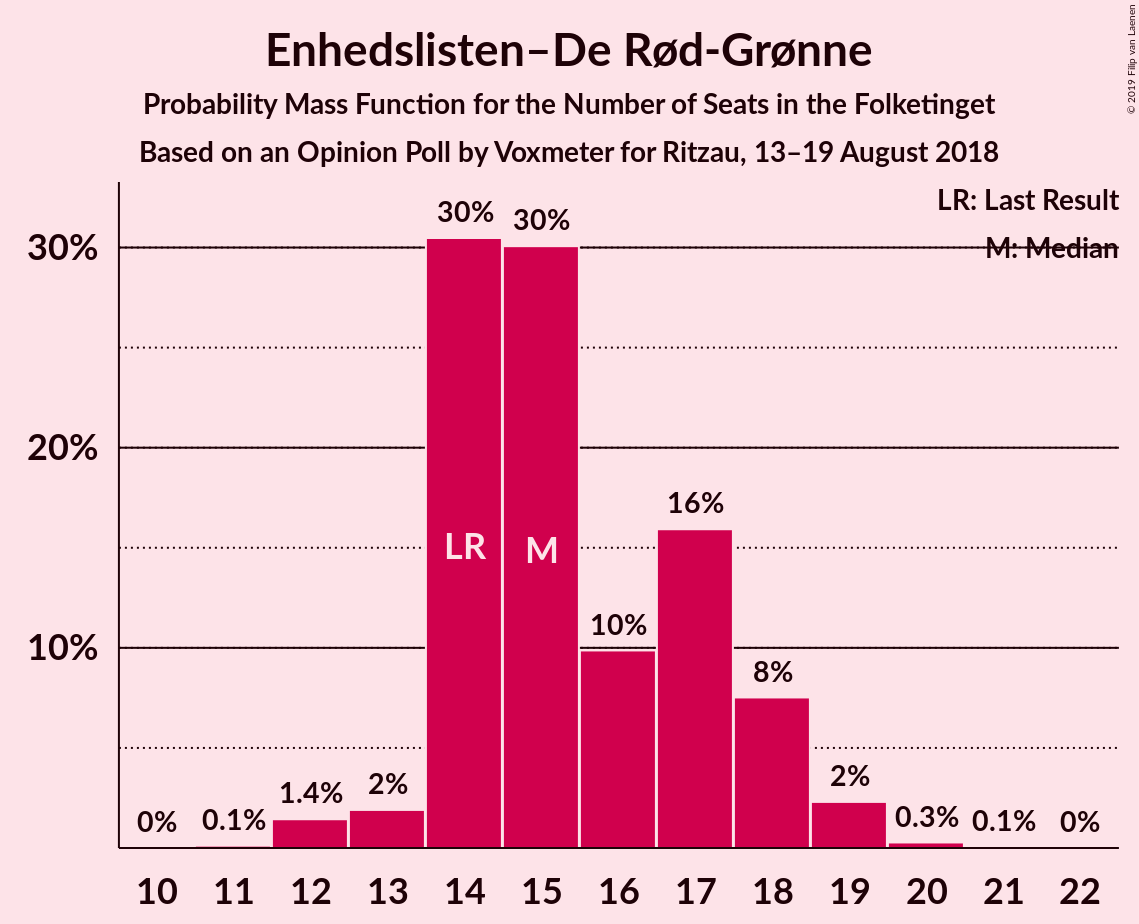 Enhedslisten–De Rød-Grønne
Probability Mass Function for the Number of Seats in the Folketinget
Based on an Opinion Poll by Voxmeter for Ritzau, 13–19 August 2018
© 2019 Filip van Laenen
LR: Last Result
M: Median
30%
20%
10%
0%
0.1%
1.4%
2%
30%
30%
10%
16%
8%
2%
0.3%
0.1%
0%
LR
M
10 11 12 13 14 15 16 17 18 19 20 21 22